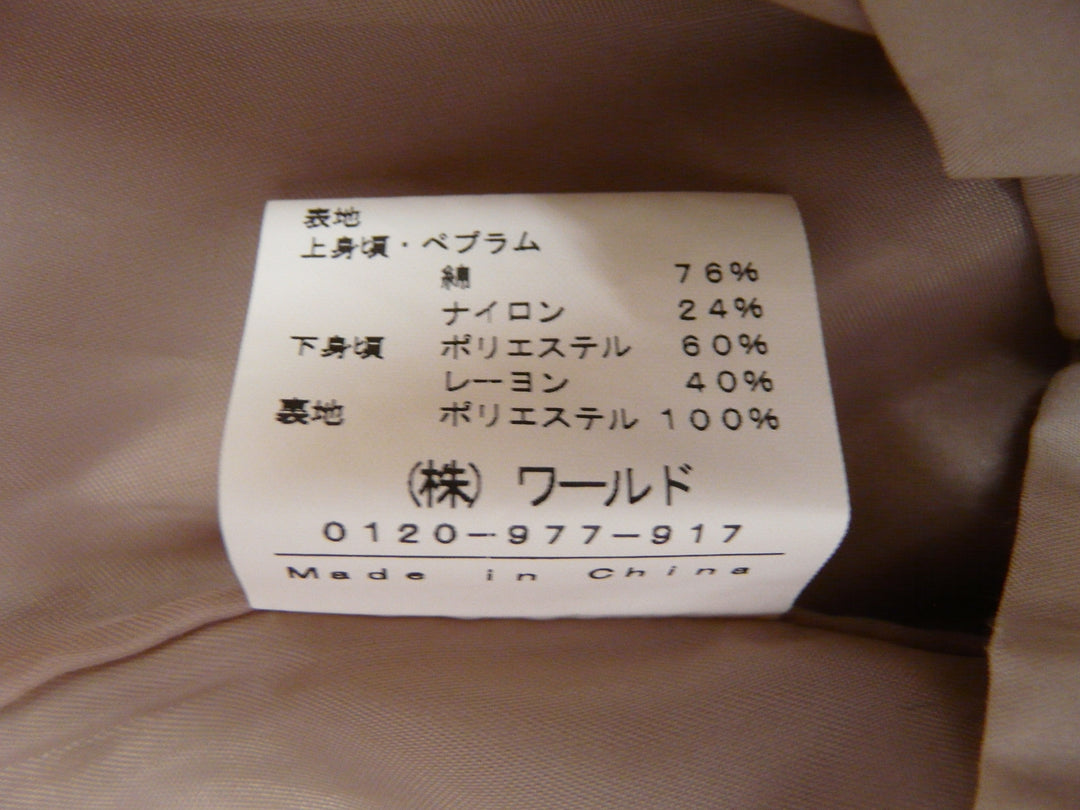 表地
上身頃・ペプラム
綿 76%
ナイロン 24%
下身頃 ポリエステル 60%
レーヨン 40%
裏地 ポリエステル 100%
(株) ワールド
0120-977-917
Made in China